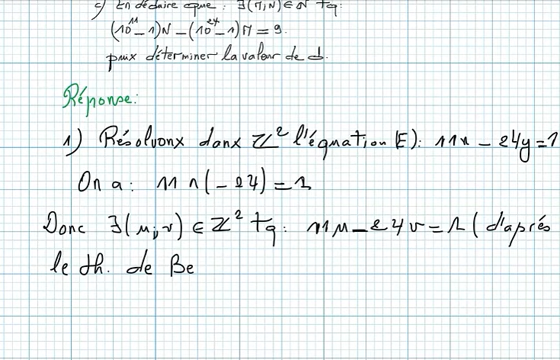 c) En déduire que : ∃(M,N) ∈ ℕ² tq:
(10¹¹ – 1)N – (10²⁴ – 1)M = 9.
puis déterminer la valeur de d.
Réponse:
1) Résolvons dans ℤ² l'équation (E): 11x – 24y = 1
On a: 11 ∧ (–24) = 1
Donc ∃(u,v) ∈ ℤ² tq: 11u – 24v = 1 (d'après
le th. de Be